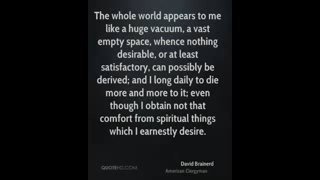 The whole world appears to me
like a huge vacuum, a vast
empty space, whence nothing
desirable, or at least
satisfactory, can possibly be
derived; and I long daily to die
more and more to it; even
though I obtain not that
comfort from spiritual things
which I earnestly desire.
David Brainerd
American Clergyman
QUOTEHD.COM